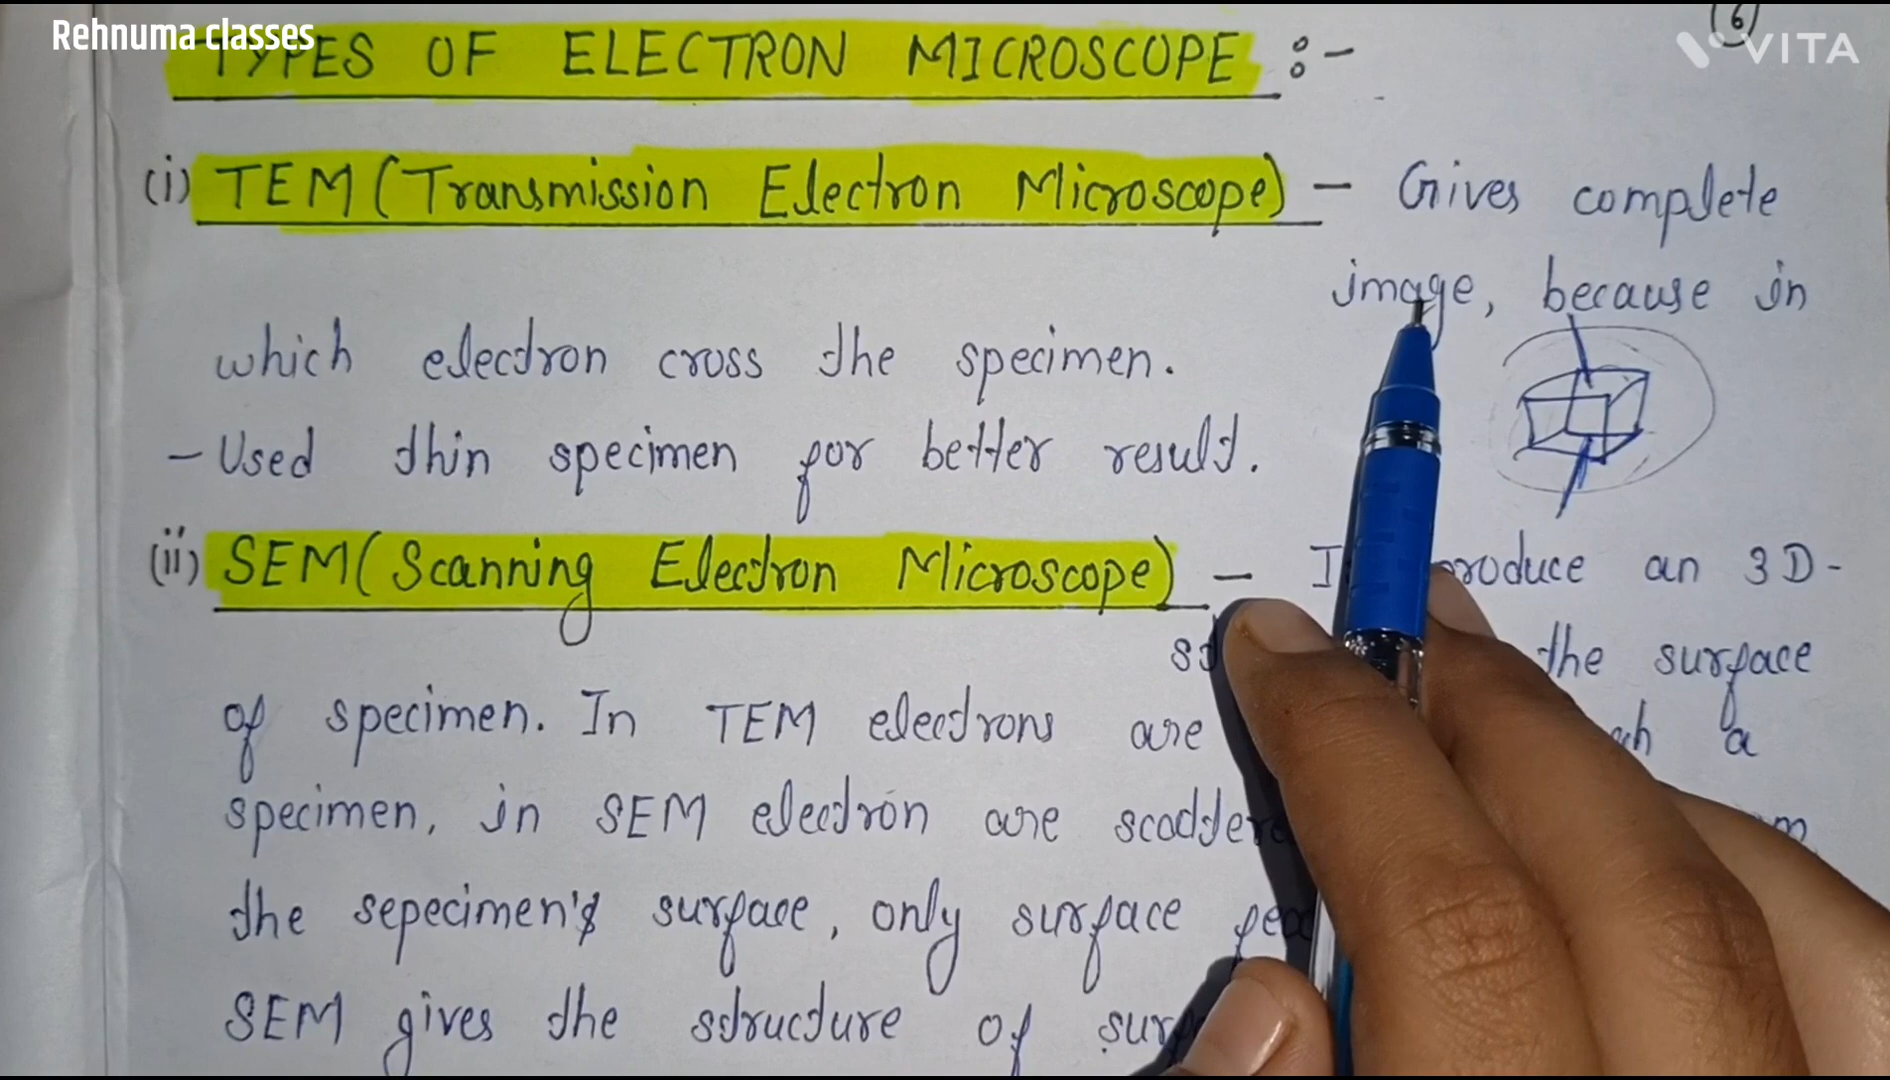 Rehnuma classes
(6)
VITA
TYPES OF ELECTRON MICROSCOPE :-
(i) TEM (Transmission Electron Microscope) - Gives complete
image, because in
which electron cross the specimen.
- Used thin specimen for better result.
(ii) SEM (Scanning Electron Microscope) - produce an 3D-
the surface
of specimen. In TEM electrons are a
specimen, in SEM electron are
the sepecimen's surface, only surface
SEM gives the structure of